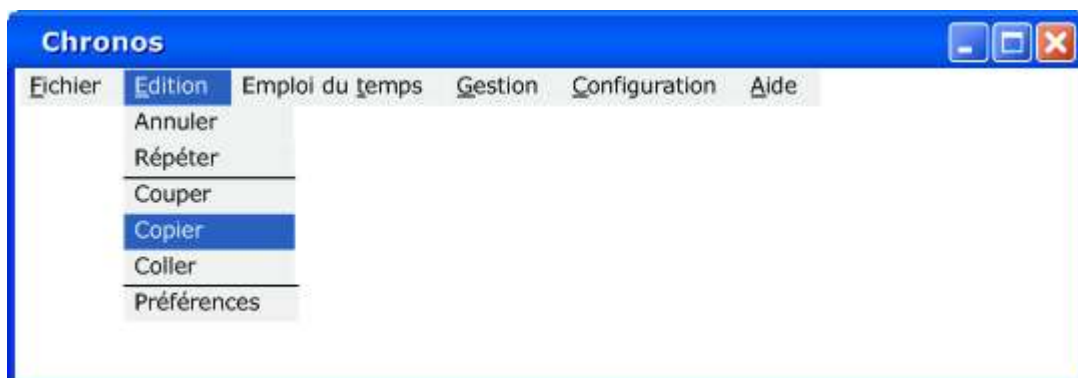 Chronos
Fichier Edition Emploi du temps Gestion Configuration Aide
Annuler
Répéter
Couper
Copier
Coller
Préférences